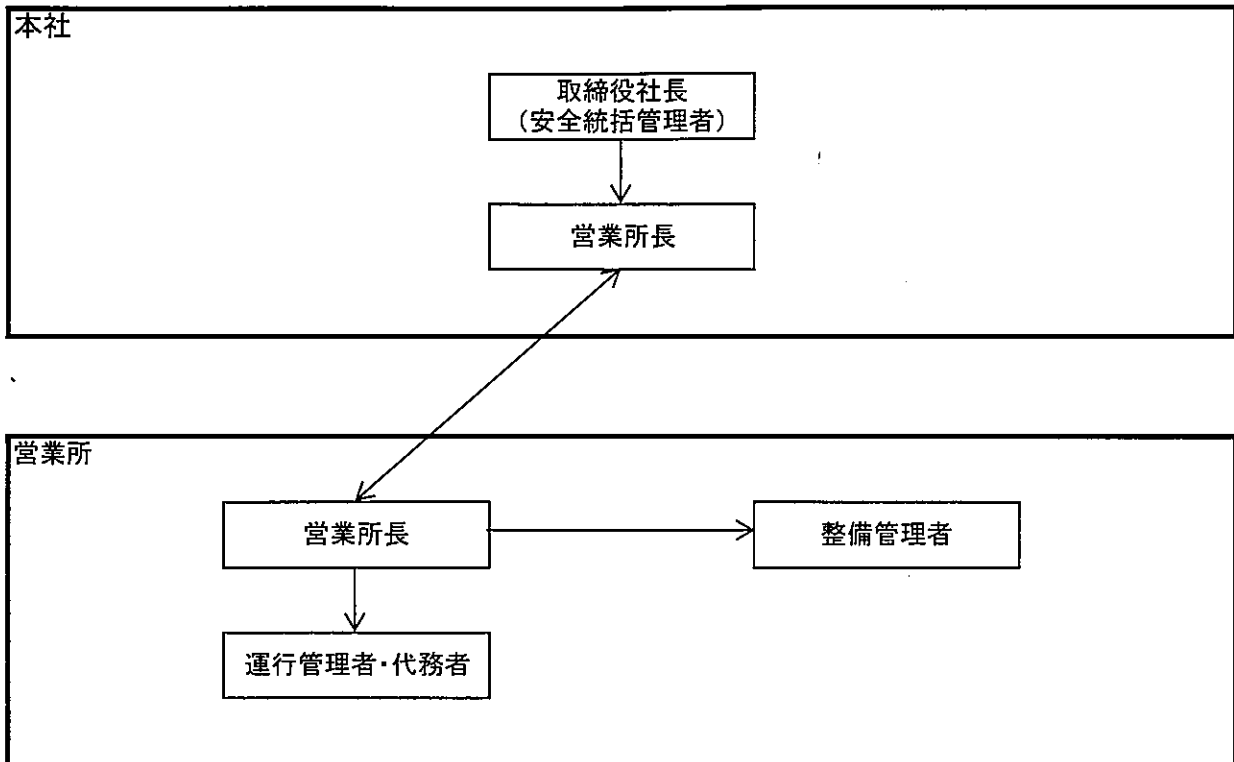 本社
取締役社長
(安全統括管理者)
営業所長
営業所
営業所長
整備管理者
運行管理者・代務者